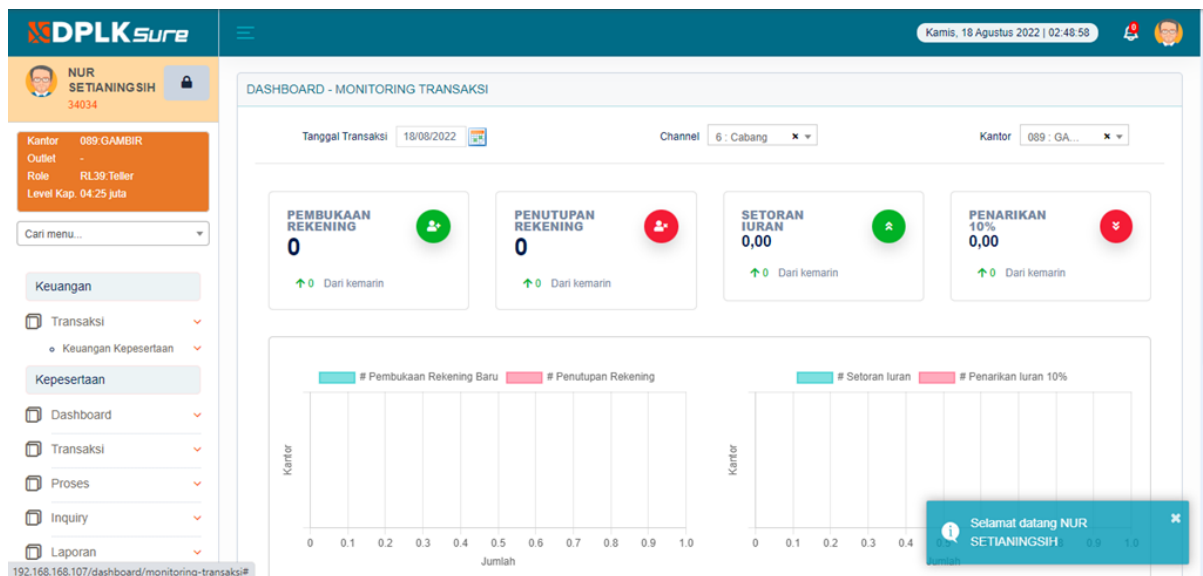 DPLKSure
Kamis, 18 Agustus 2022 | 02:48:58
NUR
SETIANINGSIH
34034
Kantor 089:GAMBIR
Outlet -
Role RL39:Teller
Level Kap. 04:25 juta
Cari menu...
Keuangan
Transaksi
Keuangan Kepesertaan
Kepesertaan
Dashboard
Transaksi
Proses
Inquiry
Laporan
192.168.168.107/dashboard/monitoring-transaksi#
DASHBOARD - MONITORING TRANSAKSI
Tanggal Transaksi 18/08/2022 Channel 6 : Cabang Kantor 089 : GA...
PEMBUKAAN
REKENING
0
0 Dari kemarin
PENUTUPAN
REKENING
0
0 Dari kemarin
SETORAN
IURAN
0,00
0 Dari kemarin
PENARIKAN
10%
0,00
0 Dari kemarin
# Pembukaan Rekening Baru # Penutupan Rekening
Kantor
0 0.1 0.2 0.3 0.4 0.5 0.6 0.7 0.8 0.9 1.0
Jumlah
# Setoran Iuran # Penarikan Iuran 10%
Kantor
0 0.1 0.2 0.3 0.4 0.9 1.0
Jumlah
Selamat datang NUR
SETIANINGSIH